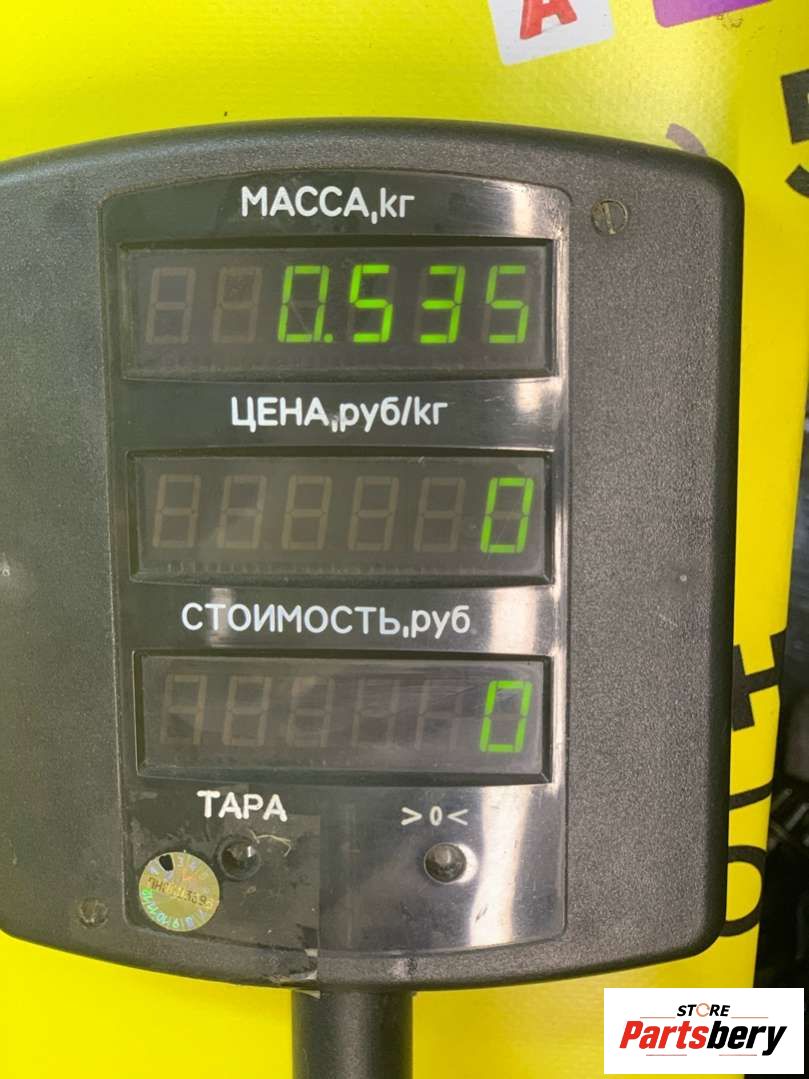 А
МАССА,кг
0.535
ЦЕНА,руб/кг
0
СТОИМОСТЬ,руб
0
ТАРА
>0<
STORE
Partsbery